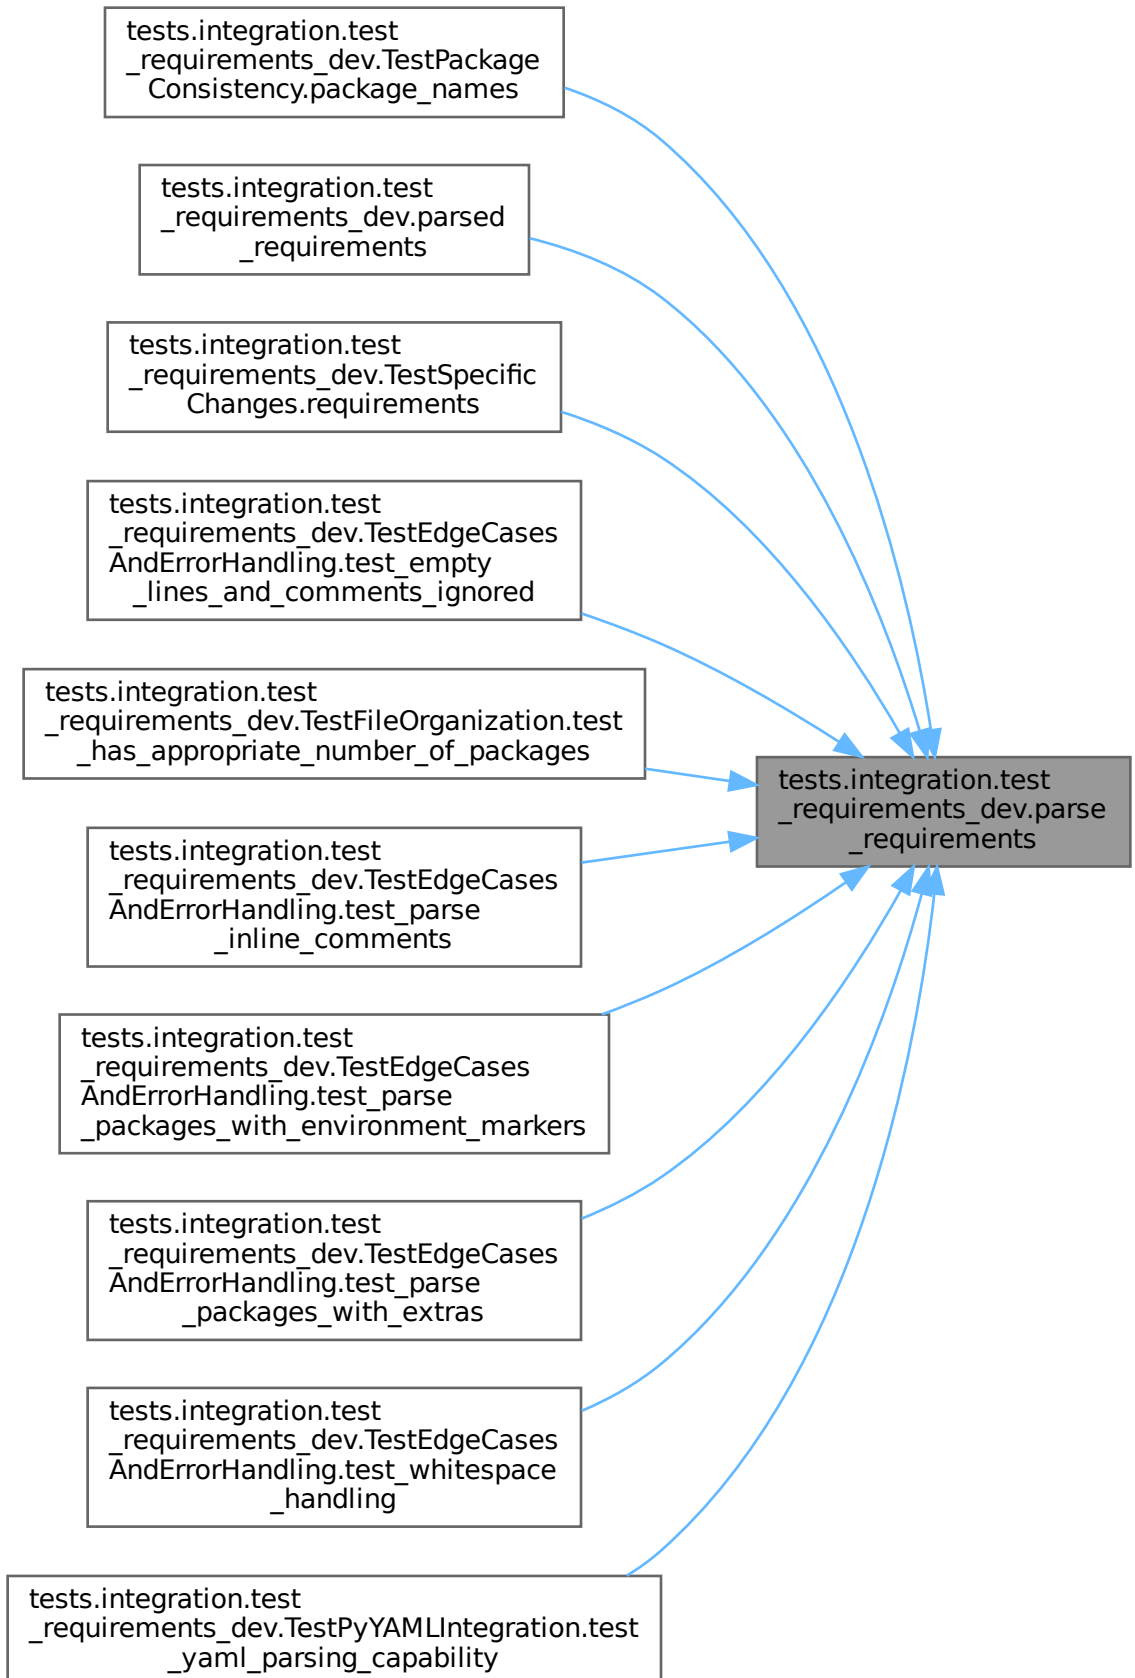 tests.integration.test
_requirements_dev.TestPackage
Consistency.package_names
tests.integration.test
_requirements_dev.parsed
_requirements
tests.integration.test
_requirements_dev.TestSpecific
Changes.requirements
tests.integration.test
_requirements_dev.TestEdgeCases
AndErrorHandling.test_empty
_lines_and_comments_ignored
tests.integration.test
_requirements_dev.TestFileOrganization.test
_has_appropriate_number_of_packages
tests.integration.test
_requirements_dev.parse
_requirements
tests.integration.test
_requirements_dev.TestEdgeCases
AndErrorHandling.test_parse
_inline_comments
tests.integration.test
_requirements_dev.TestEdgeCases
AndErrorHandling.test_parse
_packages_with_environment_markers
tests.integration.test
_requirements_dev.TestEdgeCases
AndErrorHandling.test_parse
_packages_with_extras
tests.integration.test
_requirements_dev.TestEdgeCases
AndErrorHandling.test_whitespace
_handling
tests.integration.test
_requirements_dev.TestPyYAMLIntegration.test
_yaml_parsing_capability